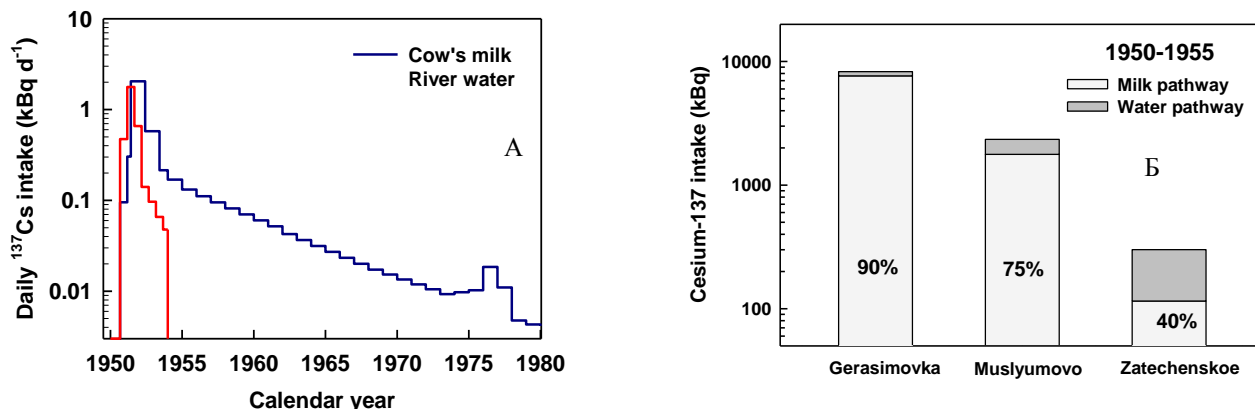 Daily ¹³⁷Cs intake (kBq d⁻¹)
10
1
0.1
0.01
Cow's milk
River water
А
1950 1955 1960 1965 1970 1975 1980
Calendar year
Cesium-137 intake (kBq)
10000
1000
100
1950-1955
Milk pathway
Water pathway
Б
90%
75%
40%
Gerasimovka Muslyumovo Zatechenskoe